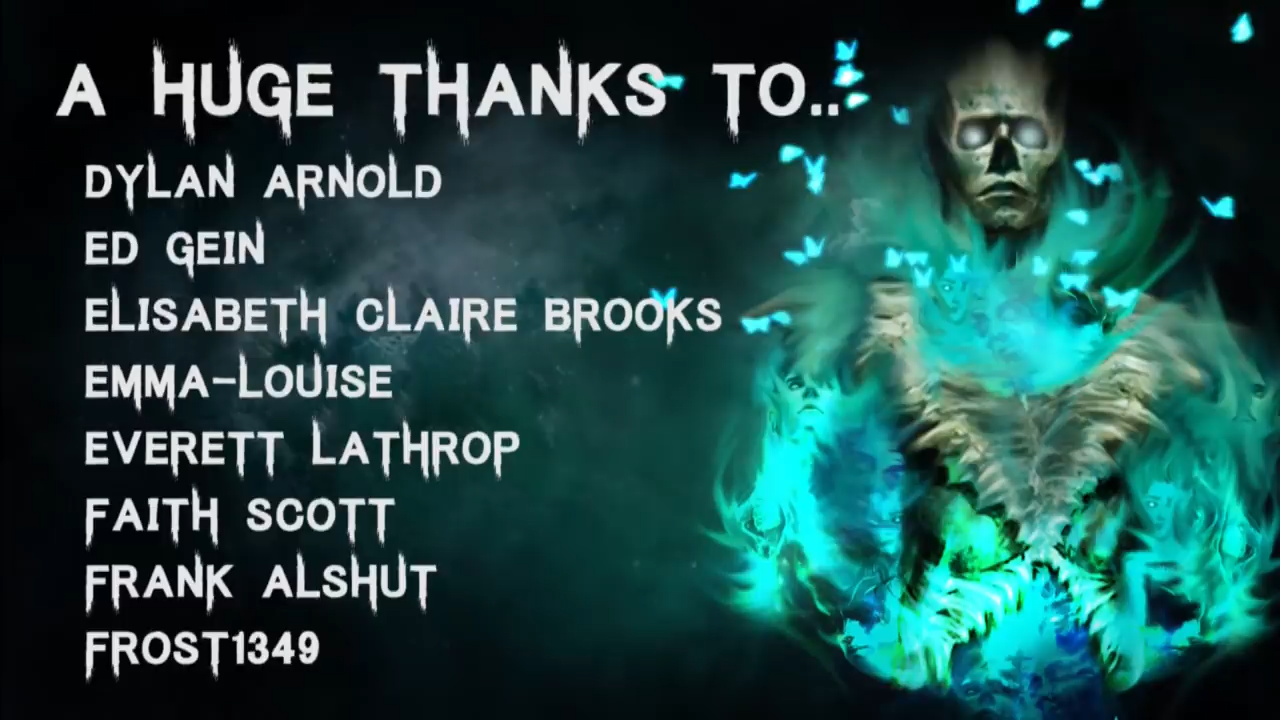 A HUGE THANKS TO..
DYLAN ARNOLD
ED GEIN
ELISABETH CLAIRE BROOKS
EMMA-LOUISE
EVERETT LATHROP
FAITH SCOTT
FRANK ALSHUT
FROST1349